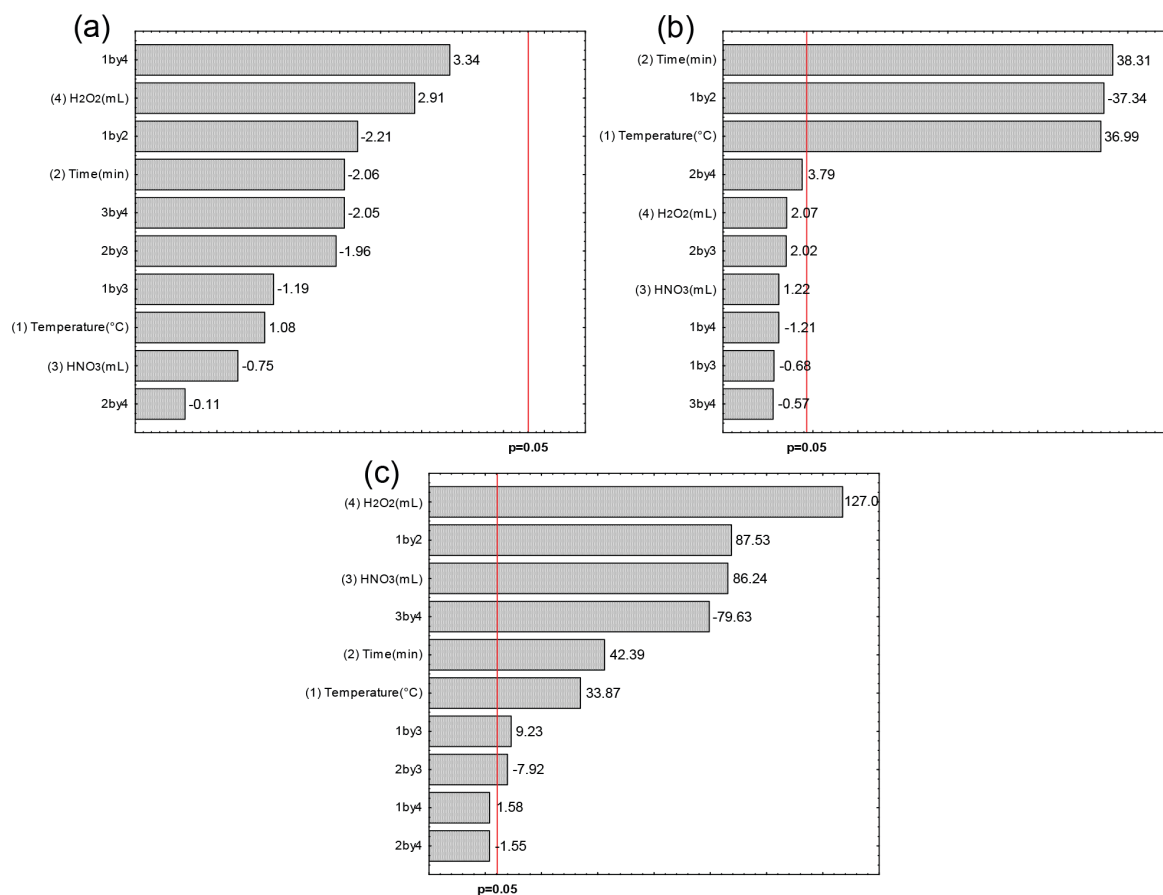 (a)
1by4 3.34
(4) H2O2(mL) 2.91
1by2 -2.21
(2) Time(min) -2.06
3by4 -2.05
2by3 -1.96
1by3 -1.19
(1) Temperature(°C) 1.08
(3) HNO3(mL) -0.75
2by4 -0.11
p=0.05
(b)
(2) Time(min) 38.31
1by2 -37.34
(1) Temperature(°C) 36.99
2by4 3.79
(4) H2O2(mL) 2.07
2by3 2.02
(3) HNO3(mL) 1.22
1by4 -1.21
1by3 -0.68
3by4 -0.57
p=0.05
(c)
(4) H2O2(mL) 127.0
1by2 87.53
(3) HNO3(mL) 86.24
3by4 -79.63
(2) Time(min) 42.39
(1) Temperature(°C) 33.87
1by3 9.23
2by3 -7.92
1by4 1.58
2by4 -1.55
p=0.05